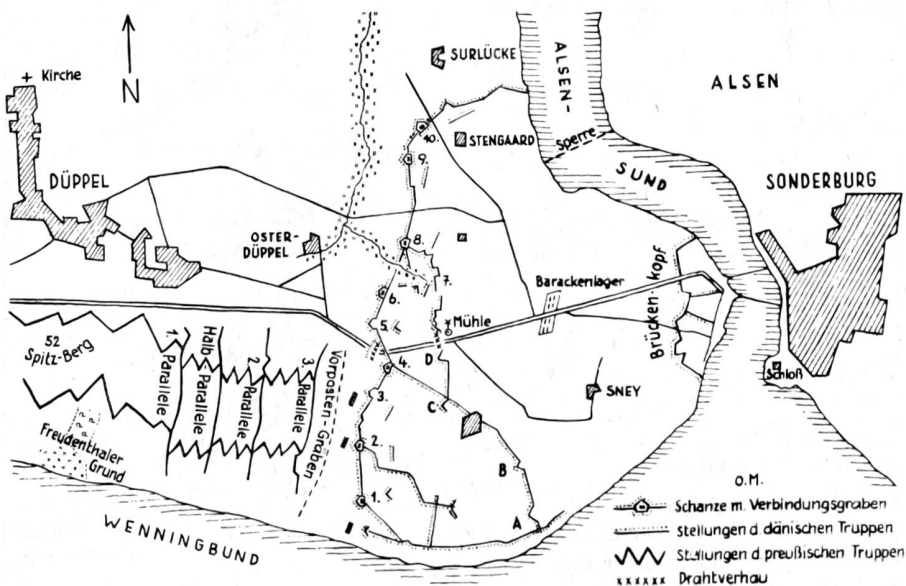 SURLÜCKE
ALSEN-
ALSEN
Kirche
N
10.
STENGAARD
Sperre
9.
SUND
DÜPPEL
SONDERBURG
OSTER-
DÜPPEL
8.
7.
6.
Barackenlager
Brückenkopf
5.
Mühle
52
Spitz-Berg
1. Parallele
Halb-Parallele
2. Parallele
3. Parallele
Vorposten Graben
D
4.
Schloß
3.
C
SNEY
Freudenthaler
Grund
2.
B
1.
A
WENNINGBUND
O.M.
Schanze m. Verbindungsgraben
Stellungen d. dänischen Truppen
Stellungen d. preußischen Truppen
Drahtverhau